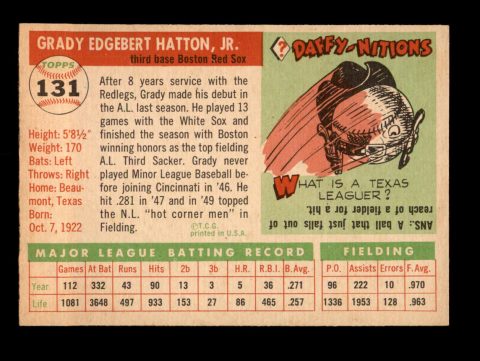 GRADY EDGEBERT HATTON, JR.
third base Boston Red Sox
TOPPS
131
Height: 5'8½"
Weight: 170
Bats: Left
Throws: Right
Home: Beau-
mont, Texas
Born:
Oct. 7, 1922
After 8 years service with the
Redlegs, Grady made his debut in
the A.L. last season. He played 13
games with the White Sox and
finished the season with Boston
winning honors as the top fielding
A.L. Third Sacker. Grady never
played Minor League Baseball be-
fore joining Cincinnati in '46. He
hit .281 in '47 and in '49 topped
the N.L. "hot corner men" in
Fielding.
©T.C.G.
printed in U.S.A.
? DAFFY-NITIONS
WHAT IS A TEXAS
LEAGUER?
ANS.: A ball that just falls out of
reach of a fielder for a hit.
MAJOR LEAGUE BATTING RECORD
Games At Bat Runs Hits 2b 3b H.R. R.B.I. B.Avg.
Year 112 332 43 90 13 3 5 36 .271
Life 1081 3648 497 933 153 27 86 465 .257
FIELDING
P.O. Assists Errors F.Avg.
96 222 10 .970
1336 1953 128 .963